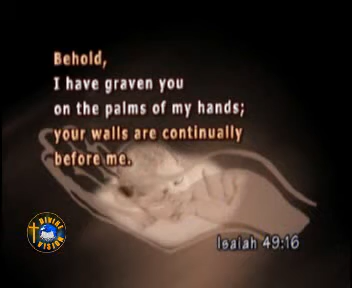 Behold,
I have graven you
on the palms of my hands;
your walls are continually
before me.
Isaiah 49:16
DIVINE
VISION